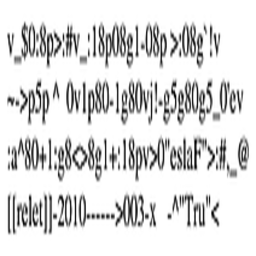 v_$0:8p>:#v_:18p08g1-08p >:08g`!v
~->p5p ^ 0v1p80-1g80vj!-g5g80g5_0'ev
:a^80+1:g8<>8g1+:18pv>0"eslaF">:#,_@
[[relet]]-2010------>003-x -^"Tru"<